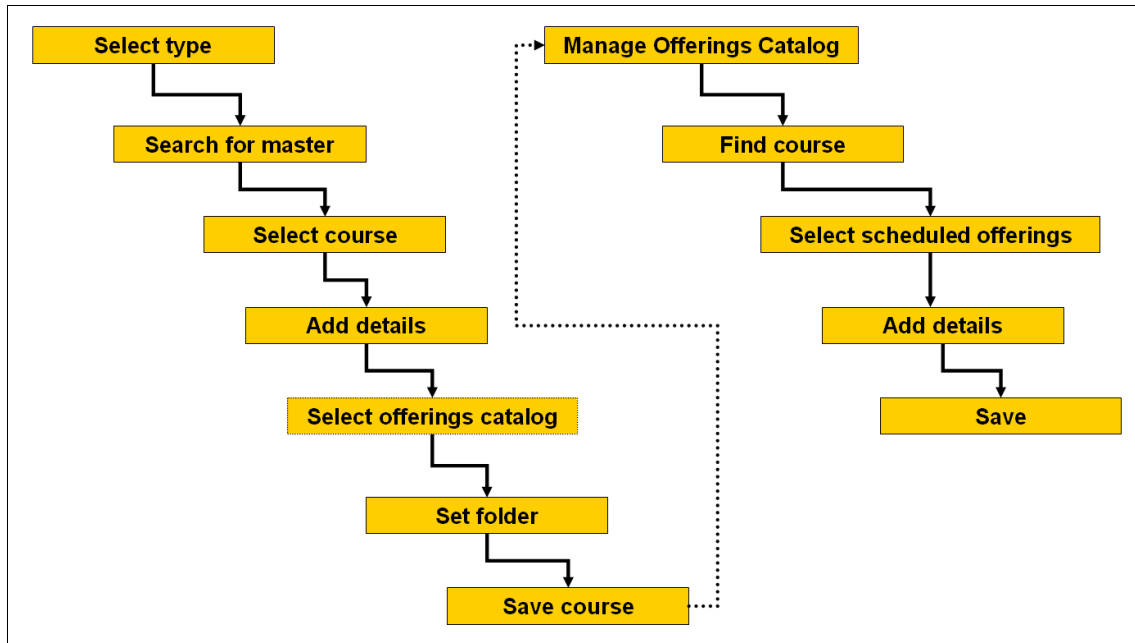 Select type
Search for master
Select course
Add details
Select offerings catalog
Set folder
Save course
Manage Offerings Catalog
Find course
Select scheduled offerings
Add details
Save